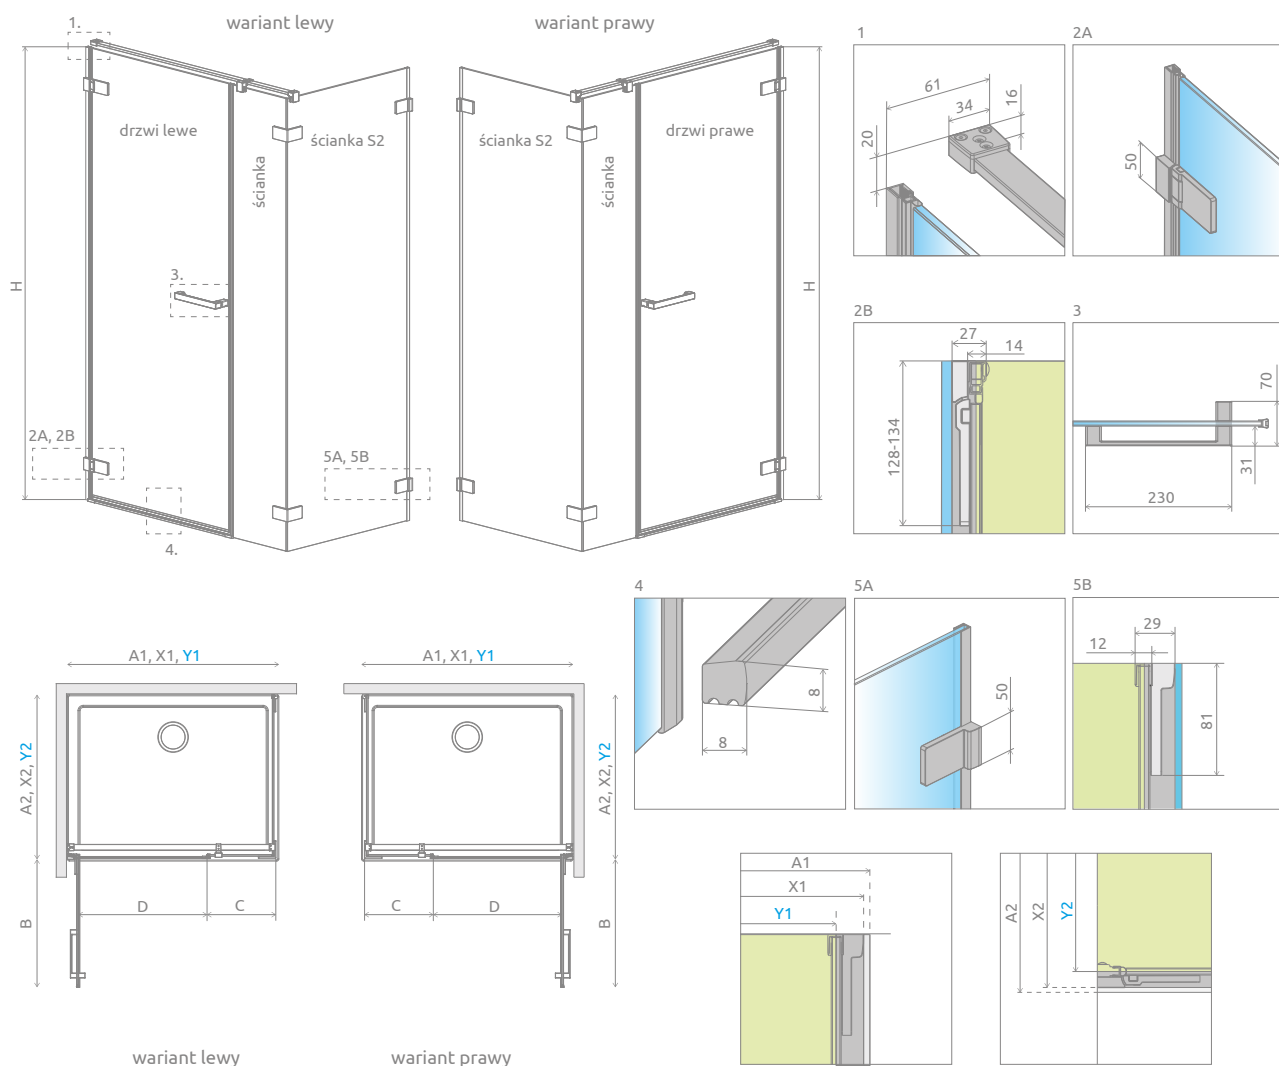 wariant lewy
wariant prawy
1.
drzwi lewe
ścianka
ścianka S2
H
3.
2A, 2B
4.
5A, 5B
ścianka S2
ścianka
drzwi prawe
H
1
61
34
16
20
2A
50
2B
27
14
128-134
3
70
31
230
4
8
8
5A
50
5B
29
12
81
A1, X1, Y1
A2, X2, Y2
B
D
C
A1, X1, Y1
A2, X2, Y2
B
C
D
A1
X1
Y1
A2
X2
Y2
wariant lewy
wariant prawy